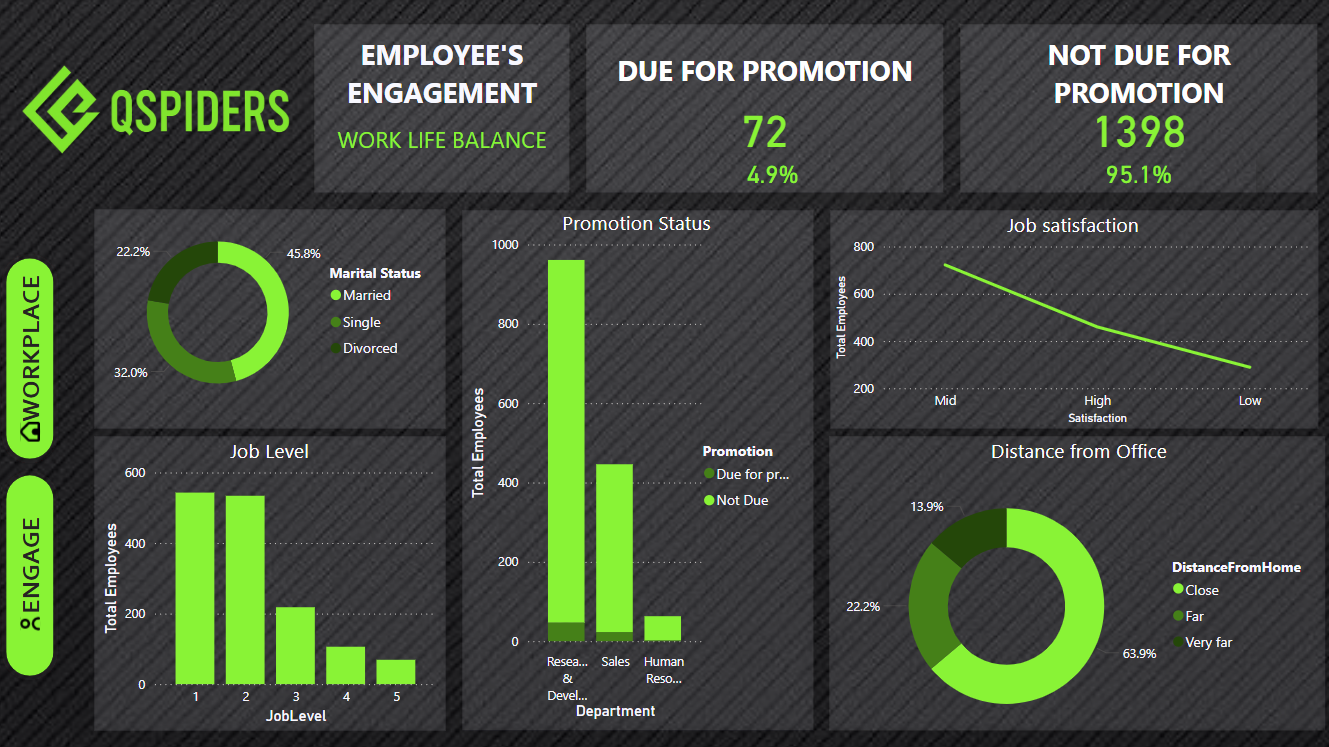 QSPIDERS
EMPLOYEE'S
ENGAGEMENT
WORK LIFE BALANCE
DUE FOR PROMOTION
72
4.9%
NOT DUE FOR
PROMOTION
1398
95.1%
WORKPLACE
ENGAGE
22.2%
45.8%
32.0%
Marital Status
Married
Single
Divorced
Job Level
600
400
200
0
Total Employees
1
2
3
4
5
JobLevel
Promotion Status
1000
800
600
400
200
0
Total Employees
Resea...
&
Devel...
Sales
Human
Reso...
Department
Promotion
Due for pr...
Not Due
Job satisfaction
800
600
400
200
Total Employees
Mid
High
Low
Satisfaction
Distance from Office
13.9%
22.2%
63.9%
DistanceFromHome
Close
Far
Very far